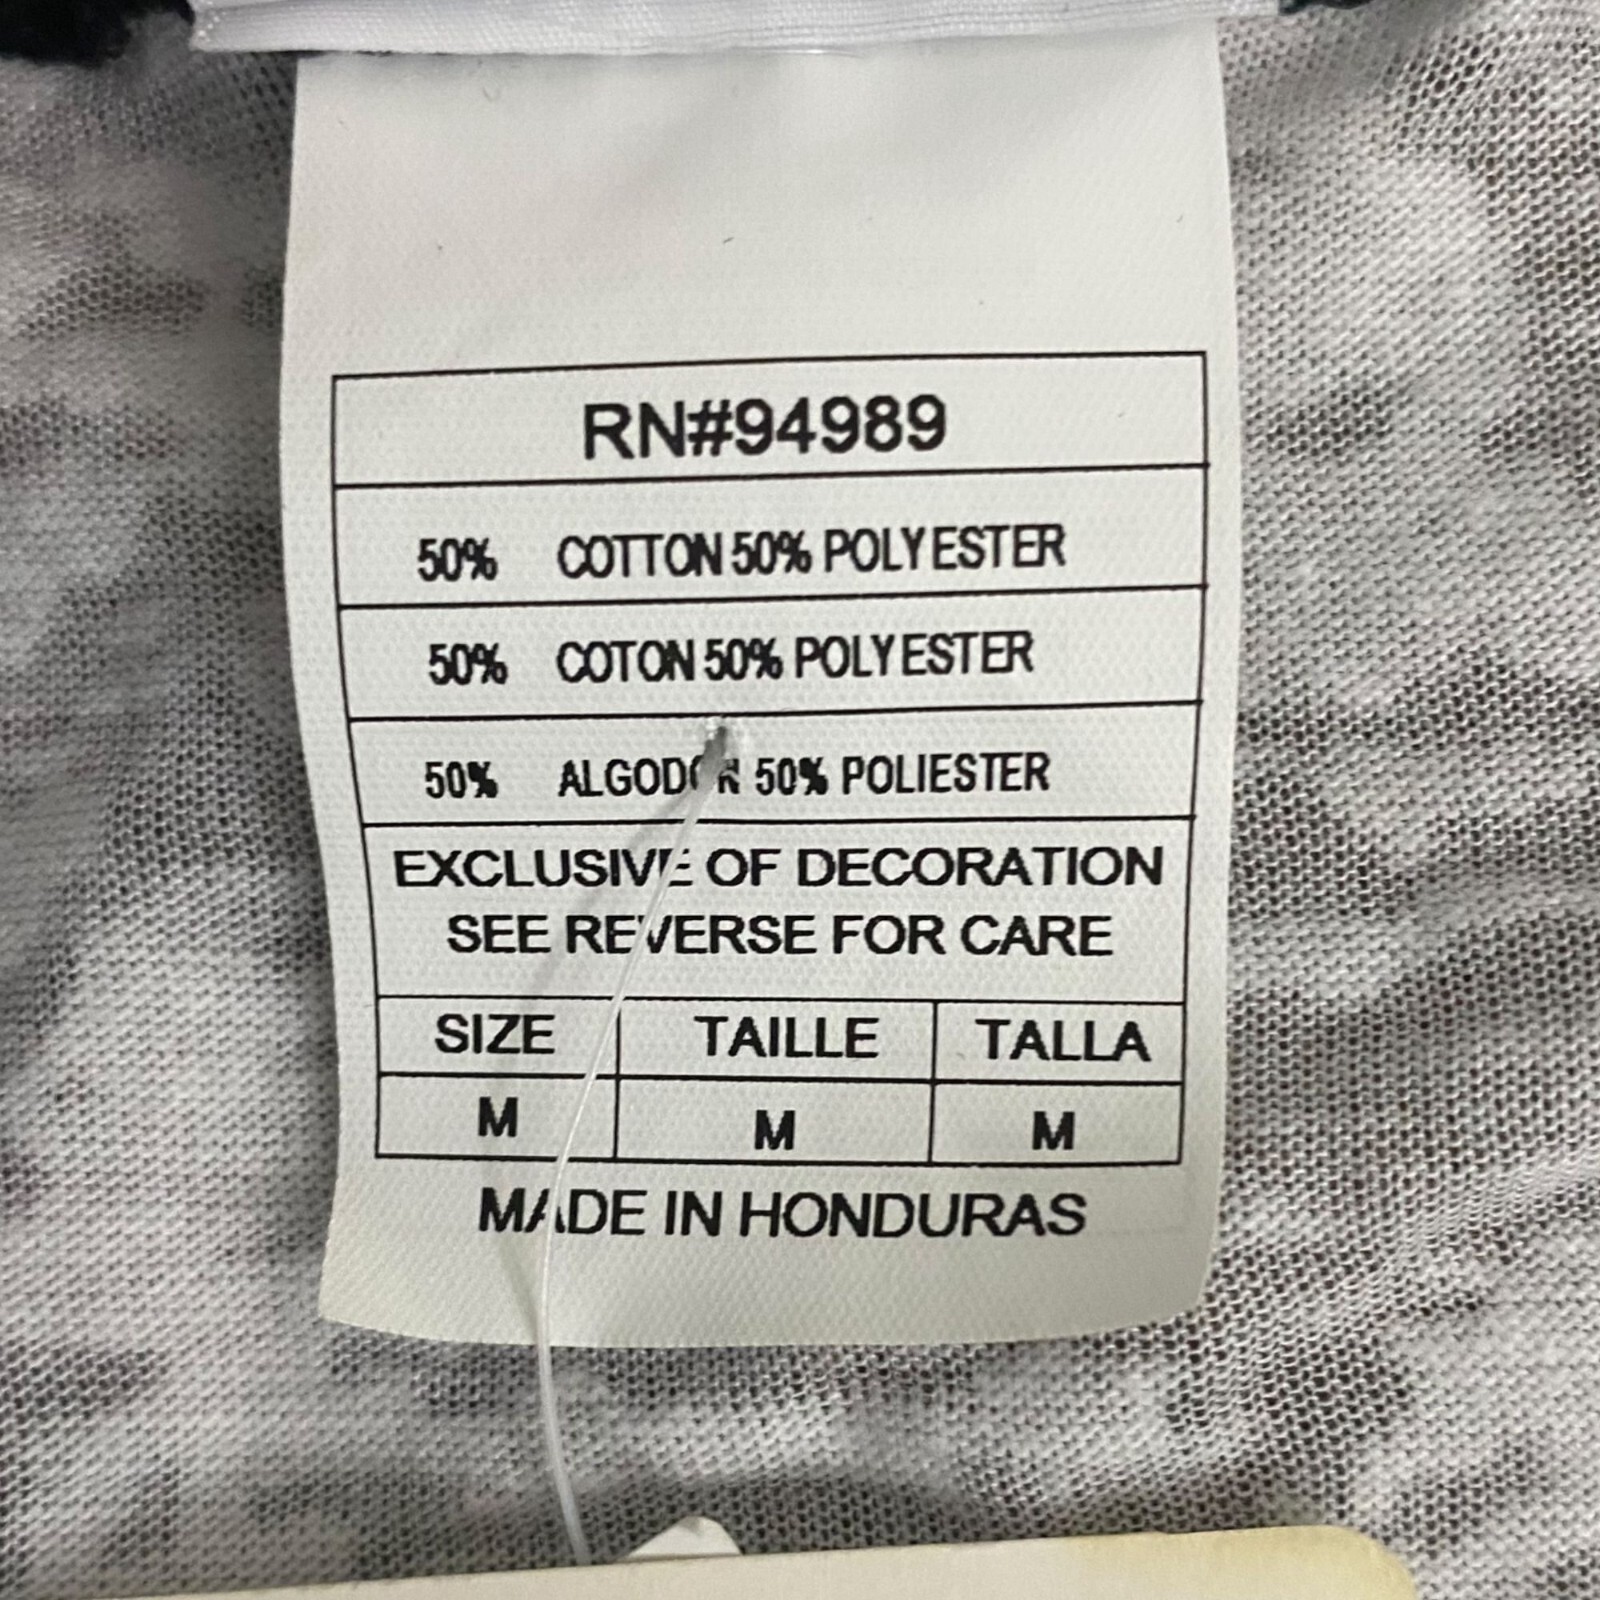 RN#94989
50% COTTON 50% POLYESTER
50% COTON 50% POLYESTER
50% ALGODON 50% POLIESTER
EXCLUSIVE OF DECORATION
SEE REVERSE FOR CARE
SIZE TAILLE TALLA
M M M
MADE IN HONDURAS